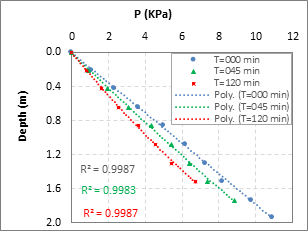 P (KPa)
0 2 4 6 8 10 12
Depth (m)
0.0
0.4
0.8
1.2
1.6
2.0
T=000 min
T=045 min
T=120 min
Poly. (T=000 min)
Poly. (T=045 min)
Poly. (T=120 min)
R² = 0.9987
R² = 0.9983
R² = 0.9987